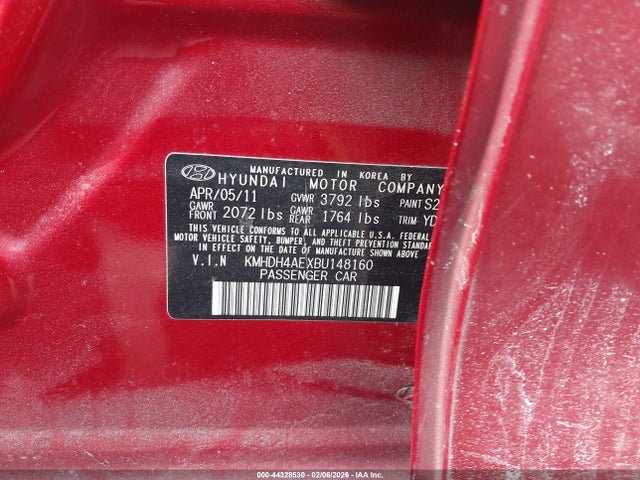 MANUFACTURED IN KOREA BY
HYUNDAI MOTOR COMPANY
APR/05/11 GVWR 3792 lbs PAINT S2
GAWR FRONT 2072 lbs GAWR REAR 1764 lbs TRIM YD
THIS VEHICLE CONFORMS TO ALL APPLICABLE U.S.A. FEDERAL
MOTOR VEHICLE SAFETY, BUMPER, AND THEFT PREVENTION STANDARDS
IN EFFECT ON THE DATE OF MANUFACTURE SHOWN ABOVE
V.I.N KMHDH4AEXBU148160
PASSENGER CAR
000-44328530 - 02/06/2026 - IAAI, Inc.